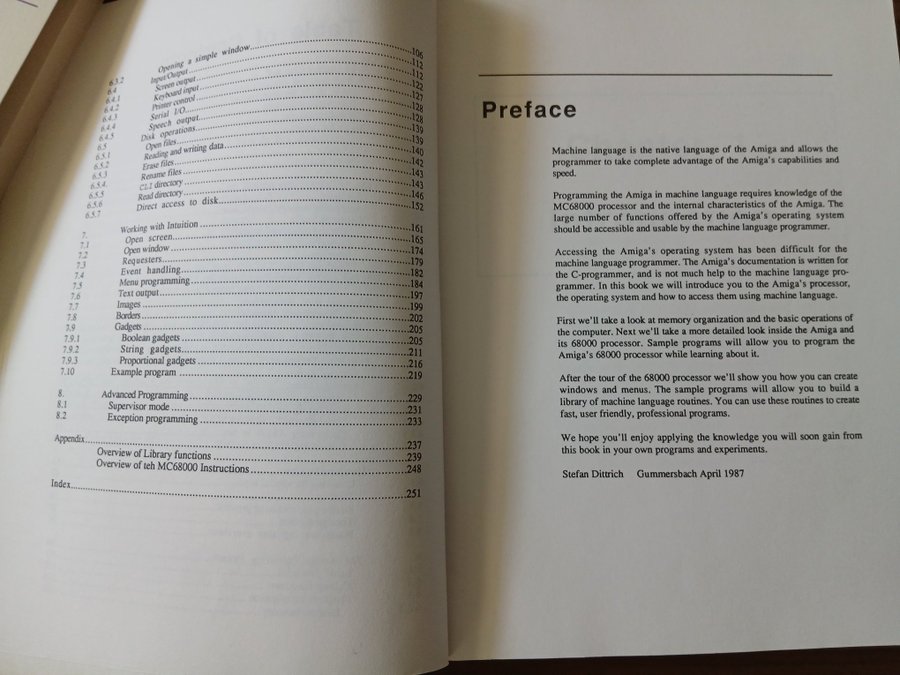 6.3.2 Opening a simple window..........106
6.4 Input/Output..........112
6.4.1 Screen output..........112
6.4.2 Keyboard input..........122
6.4.3 Printer control..........127
6.4.4 Serial I/O..........128
6.4.5 Speech output..........128
6.5 Disk operations..........139
6.5.1 Open files..........139
6.5.2 Reading and writing data..........140
6.5.3 Erase files..........142
6.5.4. Rename files..........143
6.5.5 CLI directory..........143
6.5.6 Read directory..........146
6.5.7 Direct access to disk..........152
7. Working with Intuition..........161
7.1 Open screen..........165
7.2 Open window..........174
7.3 Requesters..........179
7.4 Event handling..........182
7.5 Menu programming..........184
7.6 Text output..........197
7.7 Images..........199
7.8 Borders..........202
7.9 Gadgets..........205
7.9.1 Boolean gadgets..........205
7.9.2 String gadgets..........211
7.9.3 Proportional gadgets..........216
7.10 Example program..........219
8. Advanced Programming..........229
8.1 Supervisor mode..........231
8.2 Exception programming..........233
Appendix..........237
Overview of Library functions..........239
Overview of teh MC68000 Instructions..........248
Index..........251
Preface
Machine language is the native language of the Amiga and allows the
programmer to take complete advantage of the Amiga's capabilities and
speed.
Programming the Amiga in machine language requires knowledge of the
MC68000 processor and the internal characteristics of the Amiga. The
large number of functions offered by the Amiga's operating system
should be accessible and usable by the machine language programmer.
Accessing the Amiga's operating system has been difficult for the
machine language programmer. The Amiga's documentation is written for
the C-programmer, and is not much help to the machine language pro-
grammer. In this book we will introduce you to the Amiga's processor,
the operating system and how to access them using machine language.
First we'll take a look at memory organization and the basic operations of
the computer. Next we'll take a more detailed look inside the Amiga and
its 68000 processor. Sample programs will allow you to program the
Amiga's 68000 processor while learning about it.
After the tour of the 68000 processor we'll show you how you can create
windows and menus. The sample programs will allow you to build a
library of machine language routines. You can use these routines to create
fast, user friendly, professional programs.
We hope you'll enjoy applying the knowledge you will soon gain from
this book in your own programs and experiments.
Stefan Dittrich Gummersbach April 1987